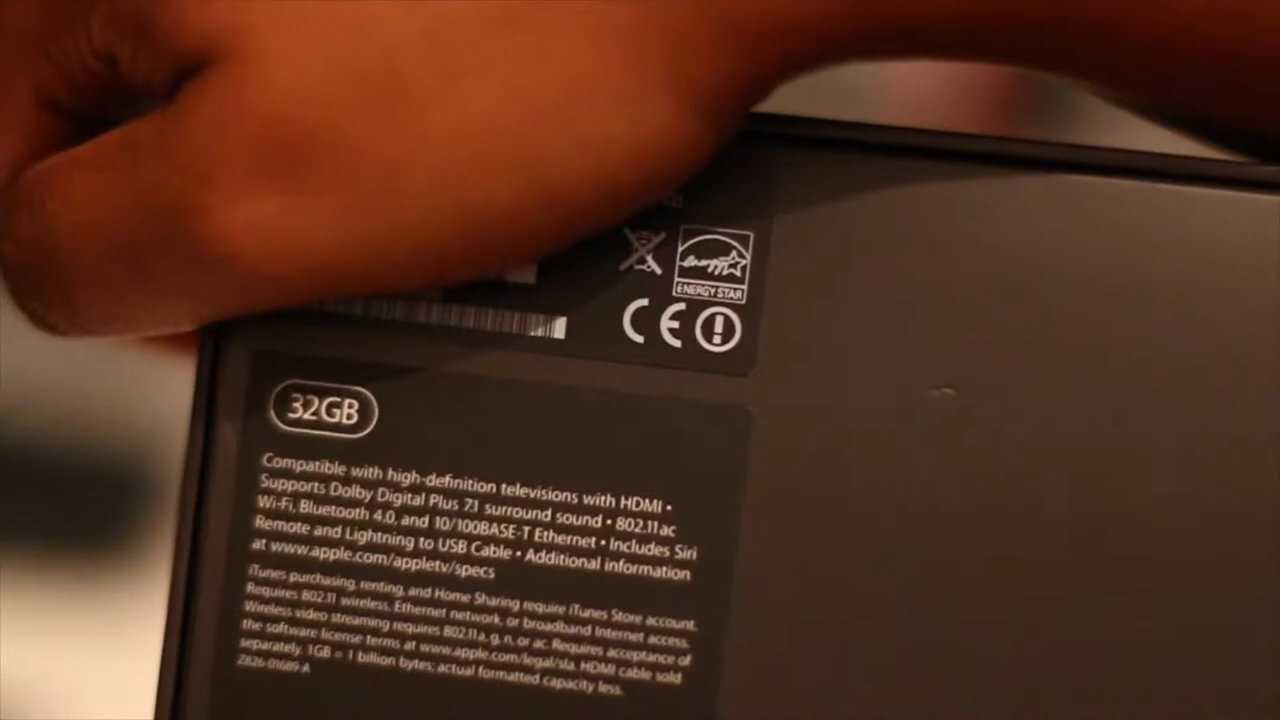 energy
ENERGY STAR
CE
32GB
Compatible with high-definition televisions with HDMI •
Supports Dolby Digital Plus 7.1 surround sound • 802.11ac
Wi-Fi, Bluetooth 4.0, and 10/100BASE-T Ethernet • Includes Siri
Remote and Lightning to USB Cable • Additional information
at www.apple.com/appletv/specs
iTunes purchasing, renting, and Home Sharing require iTunes Store account.
Requires 802.11 wireless, Ethernet network, or broadband Internet access.
Wireless video streaming requires 802.11a, g, n, or ac. Requires acceptance of
the software license terms at www.apple.com/legal/sla. HDMI cable sold
separately. 1GB = 1 billion bytes; actual formatted capacity less.
Z826-01689-A